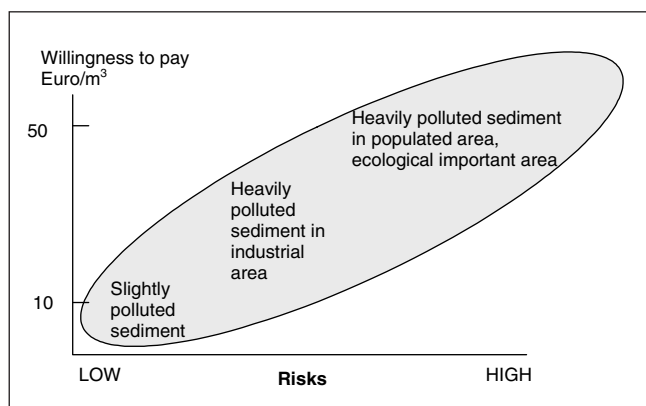 Willingness to pay
Euro/m³
50
Heavily polluted sediment
in populated area,
ecological important area
Heavily
polluted
sediment in
industrial
area
10
Slightly
polluted
sediment
LOW
Risks
HIGH